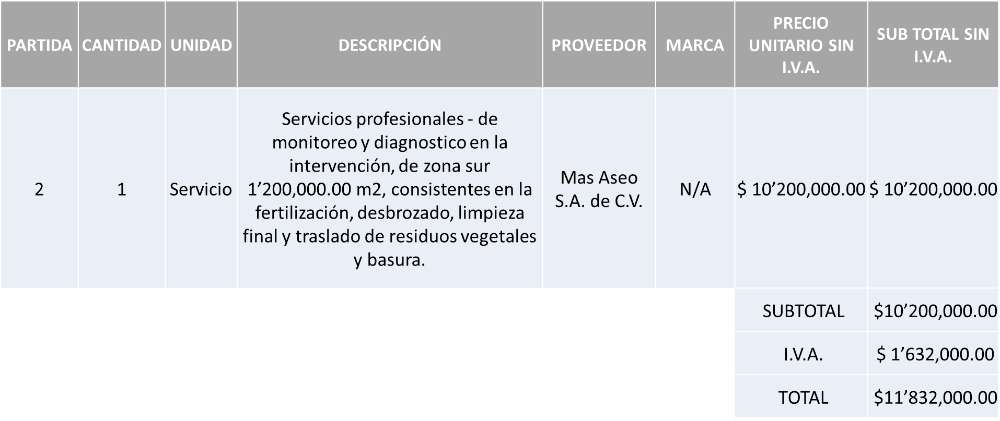 PARTIDA
CANTIDAD
UNIDAD
DESCRIPCIÓN
PROVEEDOR
MARCA
PRECIO
UNITARIO SIN
I.V.A.
SUB TOTAL SIN
I.V.A.
2
1
Servicio
Servicios profesionales - de
monitoreo y diagnostico en la
intervención, de zona sur
1’200,000.00 m2, consistentes en la
fertilización, desbrozado, limpieza
final y traslado de residuos vegetales
y basura.
Mas Aseo
S.A. de C.V.
N/A
$ 10’200,000.00
$ 10’200,000.00
SUBTOTAL
$10’200,000.00
I.V.A.
$ 1’632,000.00
TOTAL
$11’832,000.00